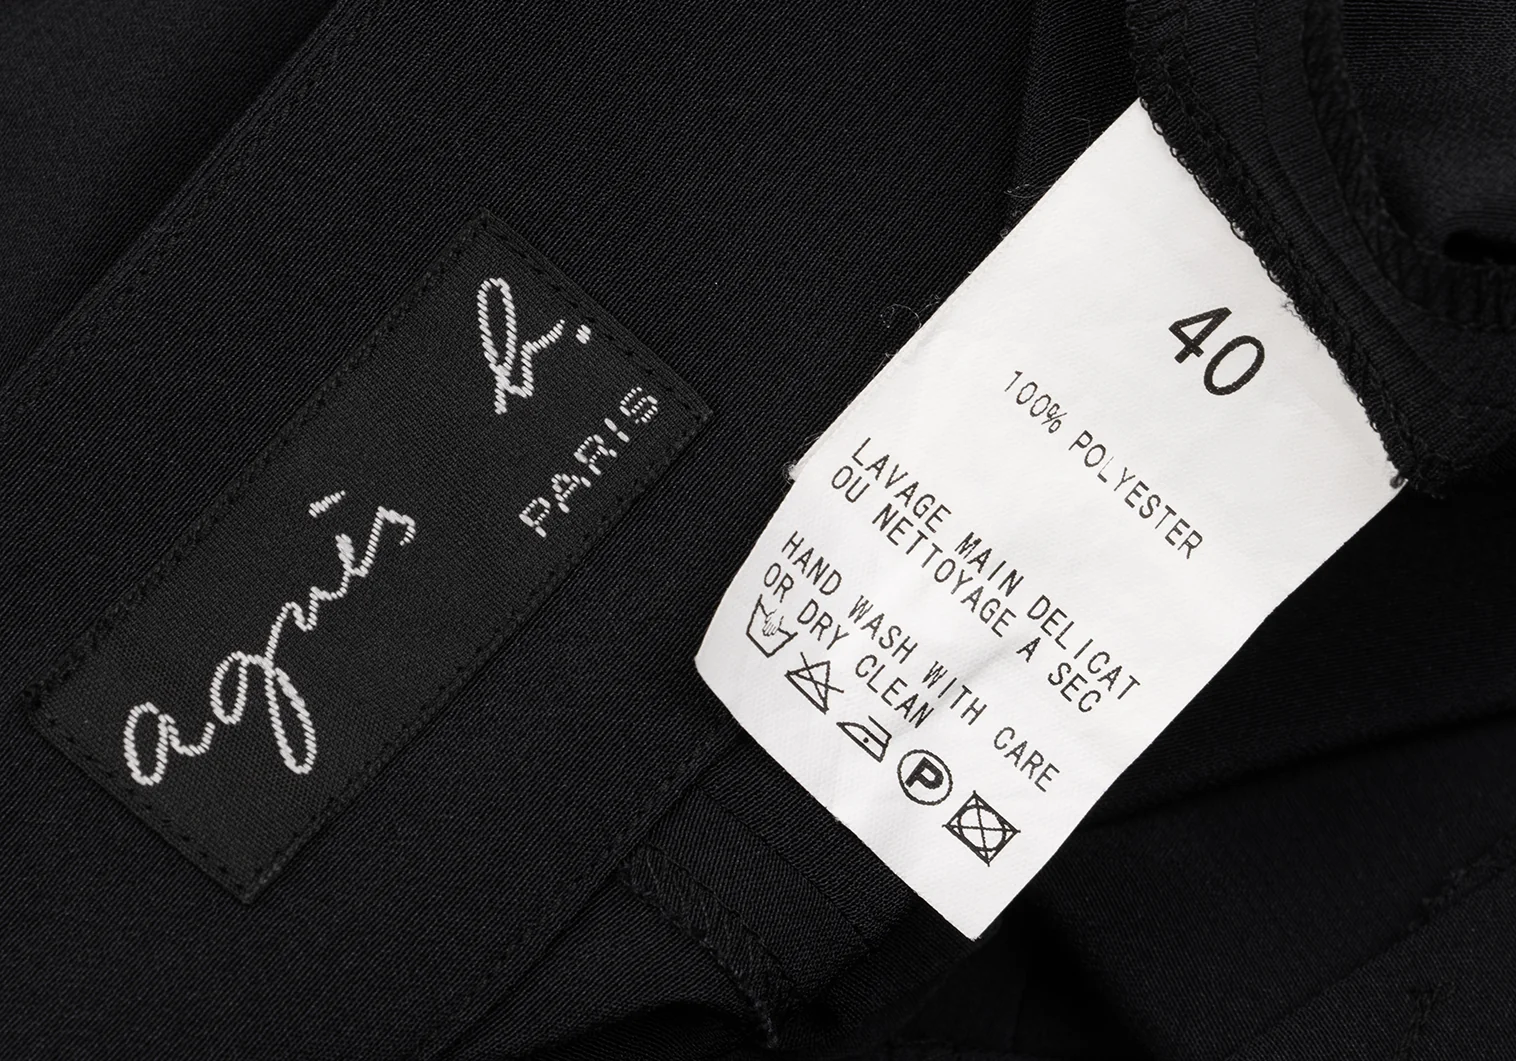 agnès b.
PARIS
40
100% POLYESTER
LAVAGE MAIN DELICAT
OU NETTOYAGE A SEC
HAND WASH WITH CARE
OR DRY CLEAN
P